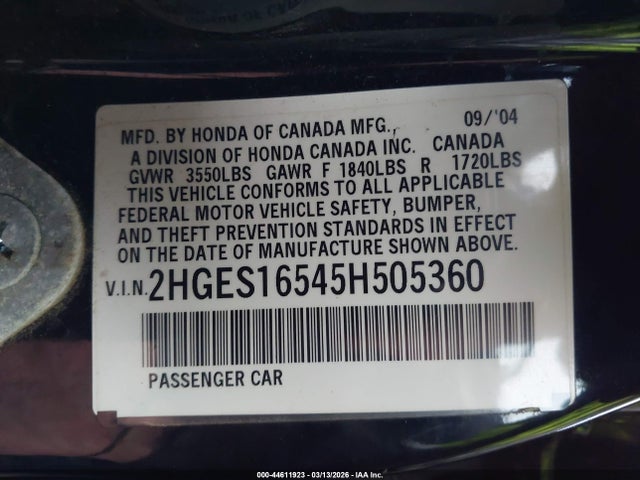 MFD. BY HONDA OF CANADA MFG., 09/'04
A DIVISION OF HONDA CANADA INC. CANADA
GVWR 3550LBS GAWR F 1840LBS R 1720LBS
THIS VEHICLE CONFORMS TO ALL APPLICABLE
FEDERAL MOTOR VEHICLE SAFETY, BUMPER,
AND THEFT PREVENTION STANDARDS IN EFFECT
ON THE DATE OF MANUFACTURE SHOWN ABOVE.
V.I.N. 2HGES16545H505360
PASSENGER CAR
000-44611923 - 03/13/2026 - IAA Inc.